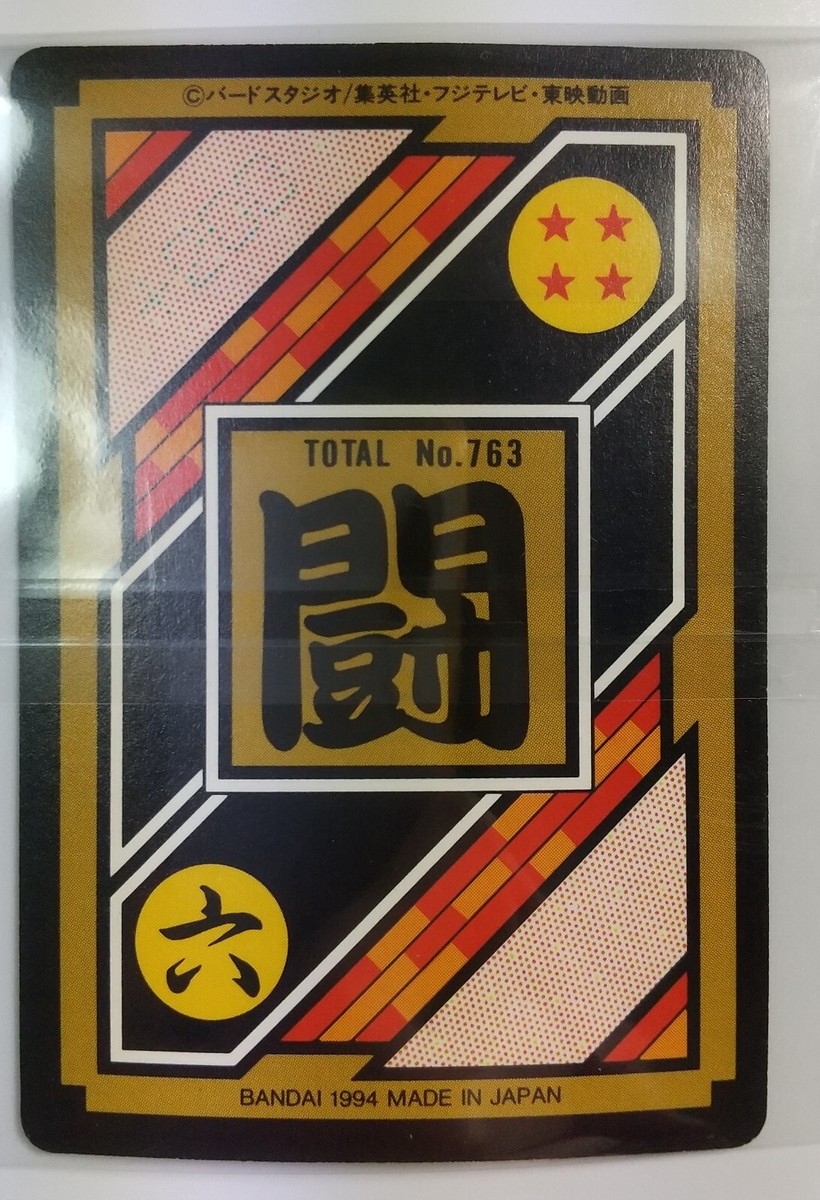 ©バードスタジオ/集英社・フジテレビ・東映動画
TOTAL No.763
闘
六
BANDAI 1994 MADE IN JAPAN